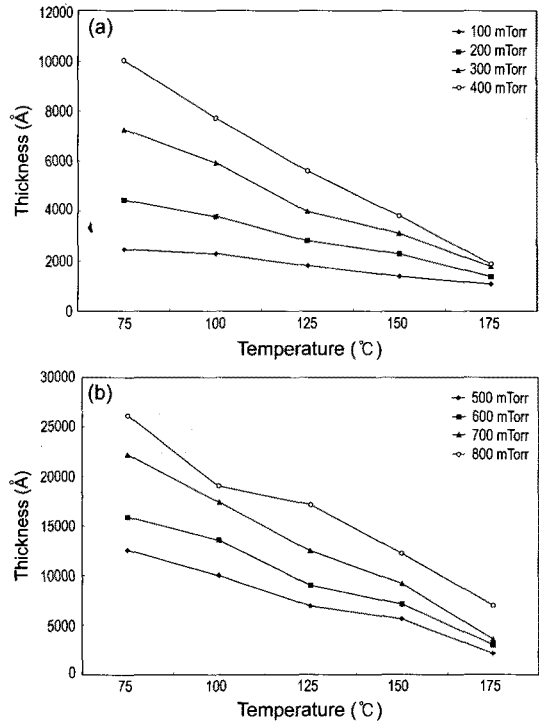 (a)
100 mTorr
200 mTorr
300 mTorr
400 mTorr
12000
10000
8000
6000
4000
2000
0
Thickness (Å)
75 100 125 150 175
Temperature (℃)
(b)
500 mTorr
600 mTorr
700 mTorr
800 mTorr
30000
25000
20000
15000
10000
5000
0
Thickness (Å)
75 100 125 150 175
Temperature (℃)